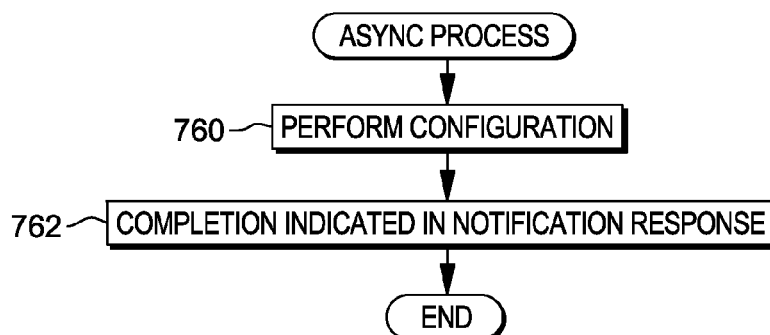 ASYNC PROCESS
760
PERFORM CONFIGURATION
762
COMPLETION INDICATED IN NOTIFICATION RESPONSE
END